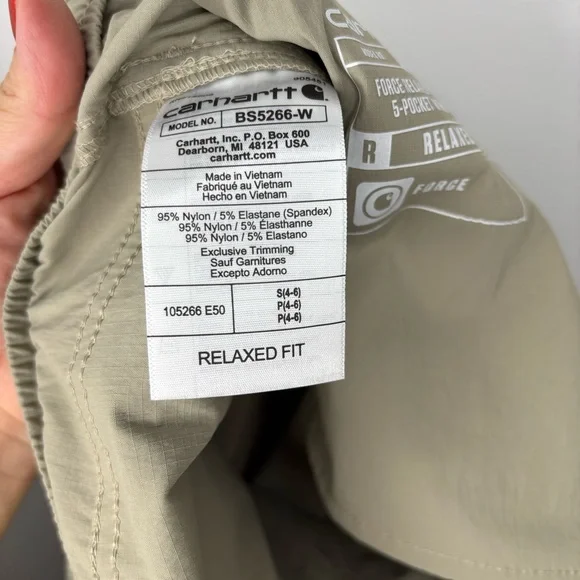 carhartt
MODEL NO. BS5266-W
Carhartt, Inc. P.O. Box 600
Dearborn, MI 48121 USA
carhartt.com
Made in Vietnam
Fabriqué au Vietnam
Hecho en Vietnam
95% Nylon / 5% Elastane (Spandex)
95% Nylon / 5% Élasthanne
95% Nylon / 5% Elastano
Exclusive Trimming
Sauf Garnitures
Excepto Adorno
105266 E50
S(4-6)
P(4-6)
P(4-6)
RELAXED FIT
FORCE
5-POCKET
R
RELAXE
FORCE